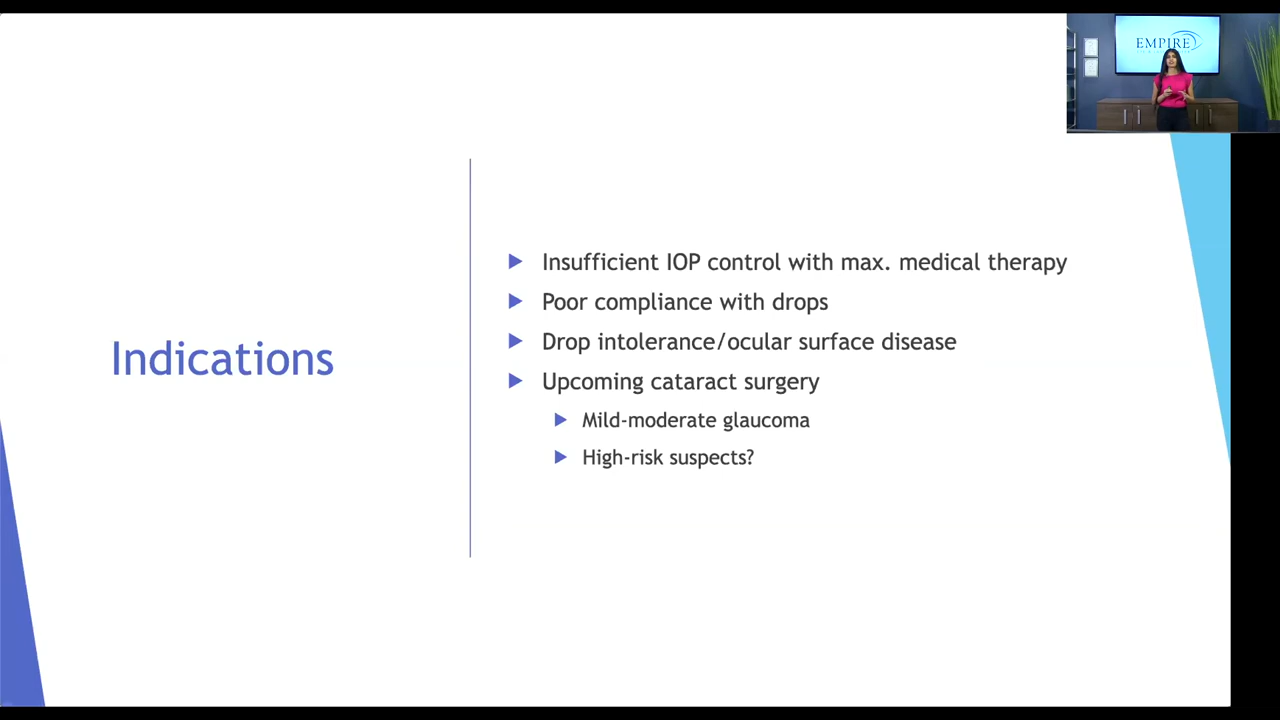 EMPIRE
Indications
Insufficient IOP control with max. medical therapy
Poor compliance with drops
Drop intolerance/ocular surface disease
Upcoming cataract surgery
Mild-moderate glaucoma
High-risk suspects?